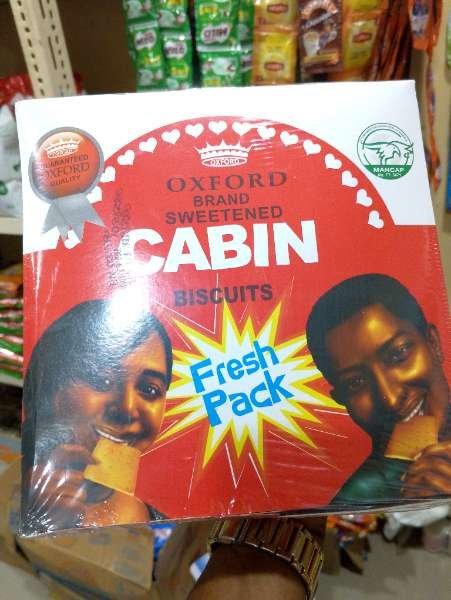 OXFORD
GUARANTEED
OXFORD
QUALITY
MANCAP
OXFORD
BRAND
SWEETENED
CABIN
BISCUITS
Fresh
Pack